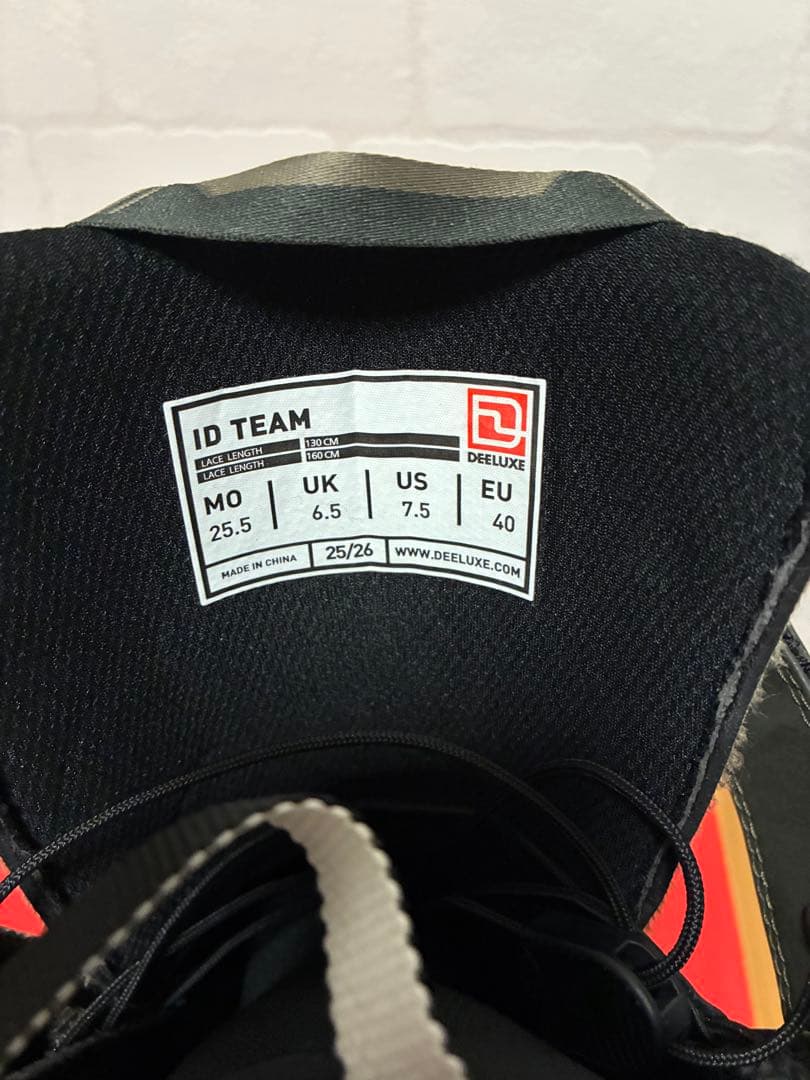 ID TEAM
DEELUXE
LACE LENGTH 130 CM
LACE LENGTH 160 CM
MO UK US EU
25.5 6.5 7.5 40
MADE IN CHINA 25/26 WWW.DEELUXE.COM